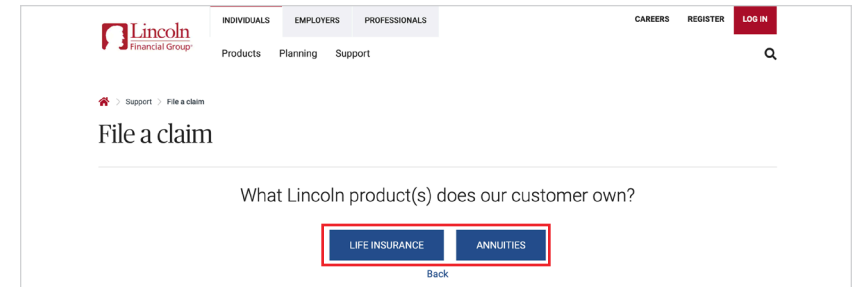 Lincoln
Financial Group®
INDIVIDUALS EMPLOYERS PROFESSIONALS
CAREERS REGISTER LOG IN
Products Planning Support
Support > File a claim
File a claim
What Lincoln product(s) does our customer own?
LIFE INSURANCE ANNUITIES
Back